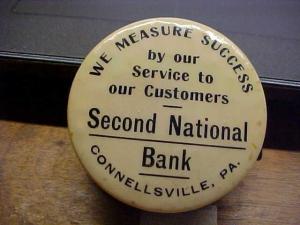 WE MEASURE SUCCESS
by our
Service to
our Customers
Second National
Bank
CONNELLSVILLE, PA.